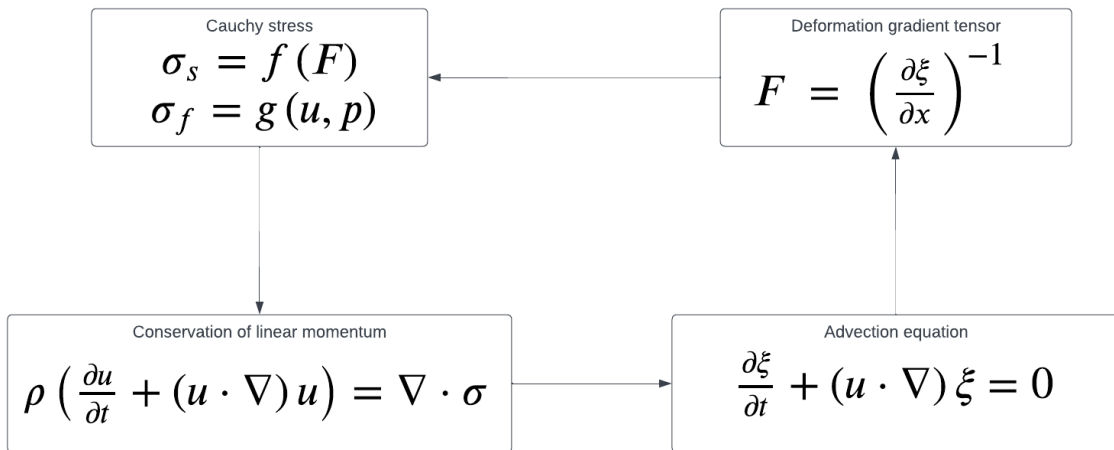 Cauchy stress
σ_s = f (F)
σ_f = g (u, p)
Deformation gradient tensor
F = (∂ξ/∂x)^{-1}
Conservation of linear momentum
ρ (∂u/∂t + (u · ∇) u) = ∇ · σ
Advection equation
∂ξ/∂t + (u · ∇) ξ = 0